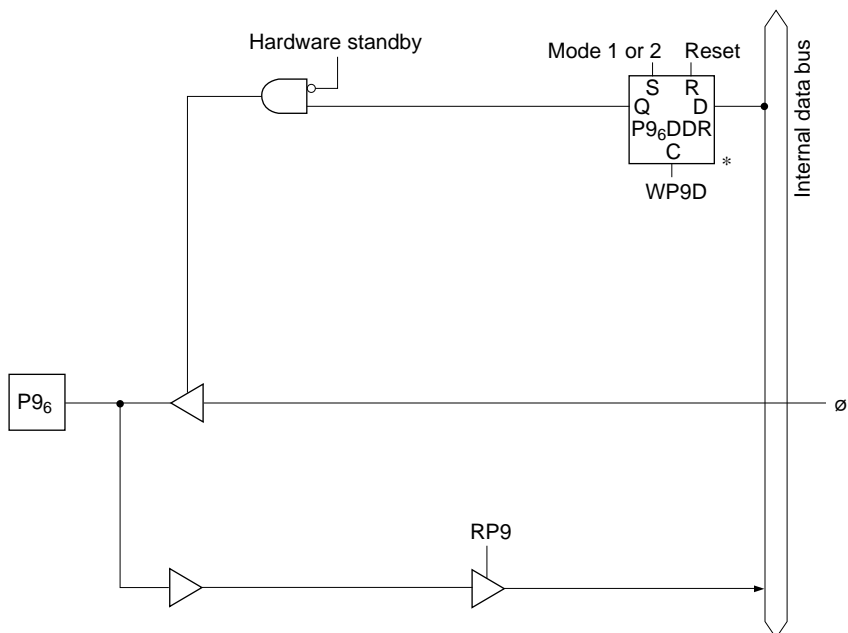 Hardware standby
Mode 1 or 2 Reset
S R
Q D
P9₆DDR
C
*
WP9D
Internal data bus
P9₆
ø
RP9